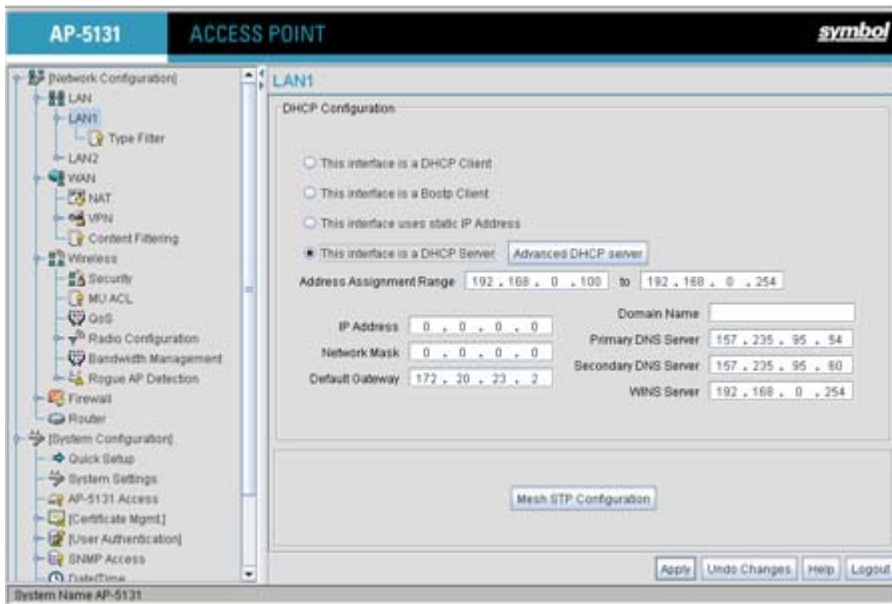 AP-5131 ACCESS POINT symbol
[Network Configuration]
LAN
LAN1
Type Filter
LAN2
WAN
NAT
VPN
Content Filtering
Wireless
Security
MU ACL
QoS
Radio Configuration
Bandwidth Management
Rogue AP Detection
Firewall
Router
[System Configuration]
Quick Setup
System Settings
AP-5131 Access
[Certificate Mgmt.]
[User Authentication]
SNMP Access
Date/Time
LAN1
DHCP Configuration
This interface is a DHCP Client
This interface is a Bootp Client
This interface uses static IP Address
This interface is a DHCP Server Advanced DHCP server
Address Assignment Range 192 . 168 . 0 . 100 to 192 . 168 . 0 . 254
IP Address 0 . 0 . 0 . 0
Network Mask 0 . 0 . 0 . 0
Default Gateway 172 . 20 . 23 . 2
Domain Name
Primary DNS Server 157 . 235 . 95 . 54
Secondary DNS Server 157 . 235 . 95 . 60
WINS Server 192 . 168 . 0 . 254
Mesh STP Configuration
Apply Undo Changes Help Logout
System Name AP-5131